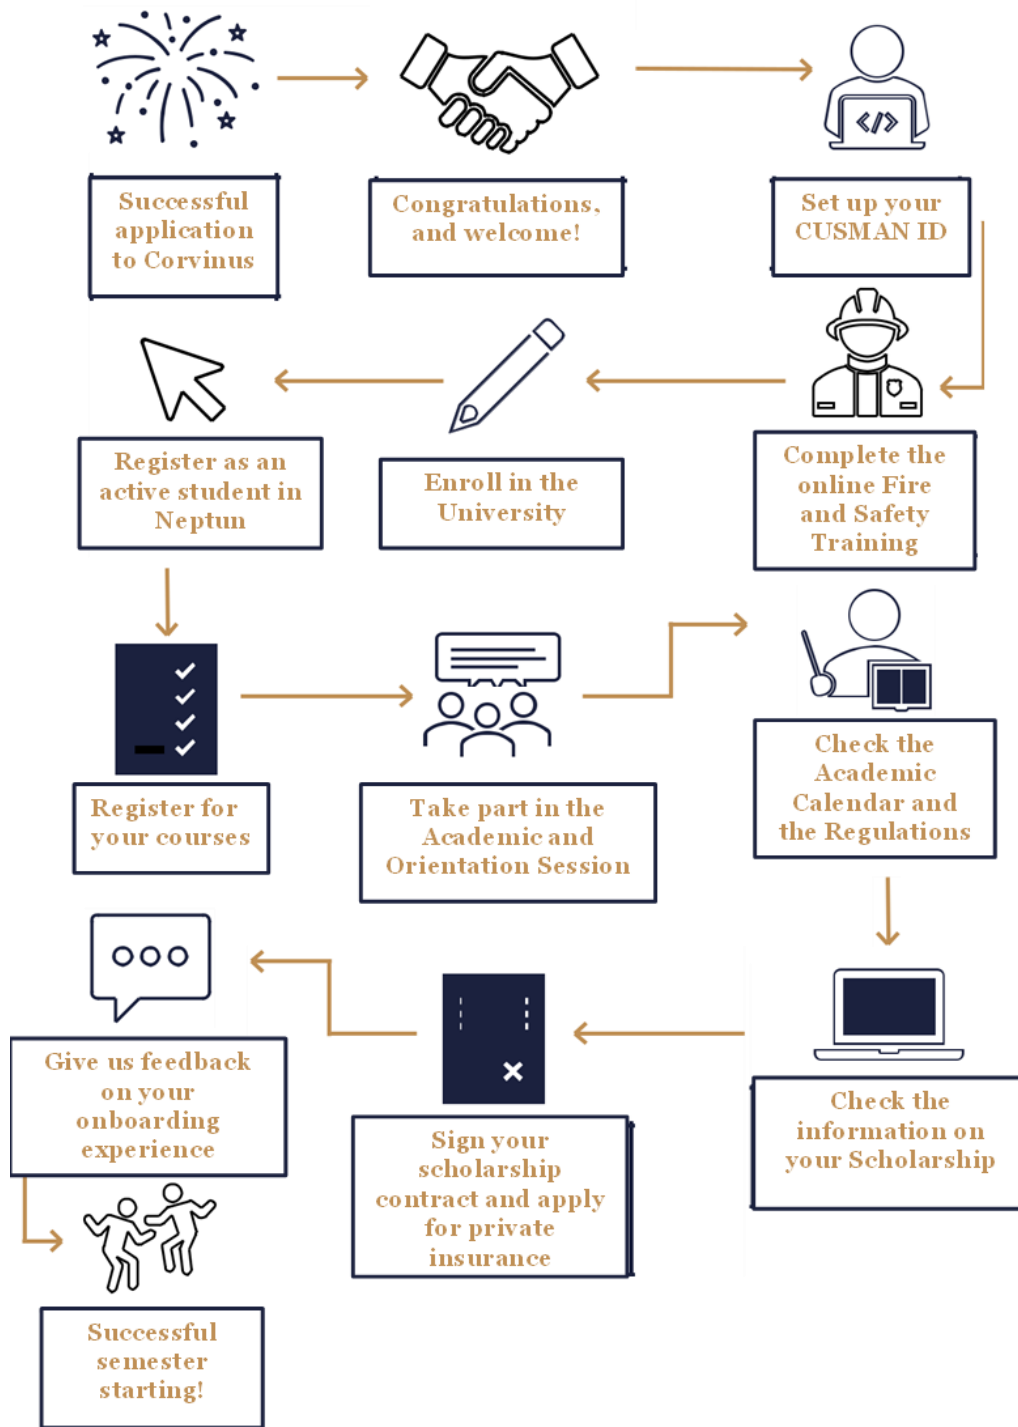 Successful
application
to Corvinus
Congratulations,
and welcome!
Set up your
CUSMAN ID
Complete the
online Fire
and Safety
Training
Enroll in the
University
Register as an
active student in
Neptun
Register for
your courses
Take part in the
Academic and
Orientation Session
Check the
Academic
Calendar and
the Regulations
Check the
information on
your Scholarship
Sign your
scholarship
contract and apply
for private
insurance
Give us feedback
on your
onboarding
experience
Successful
semester
starting!